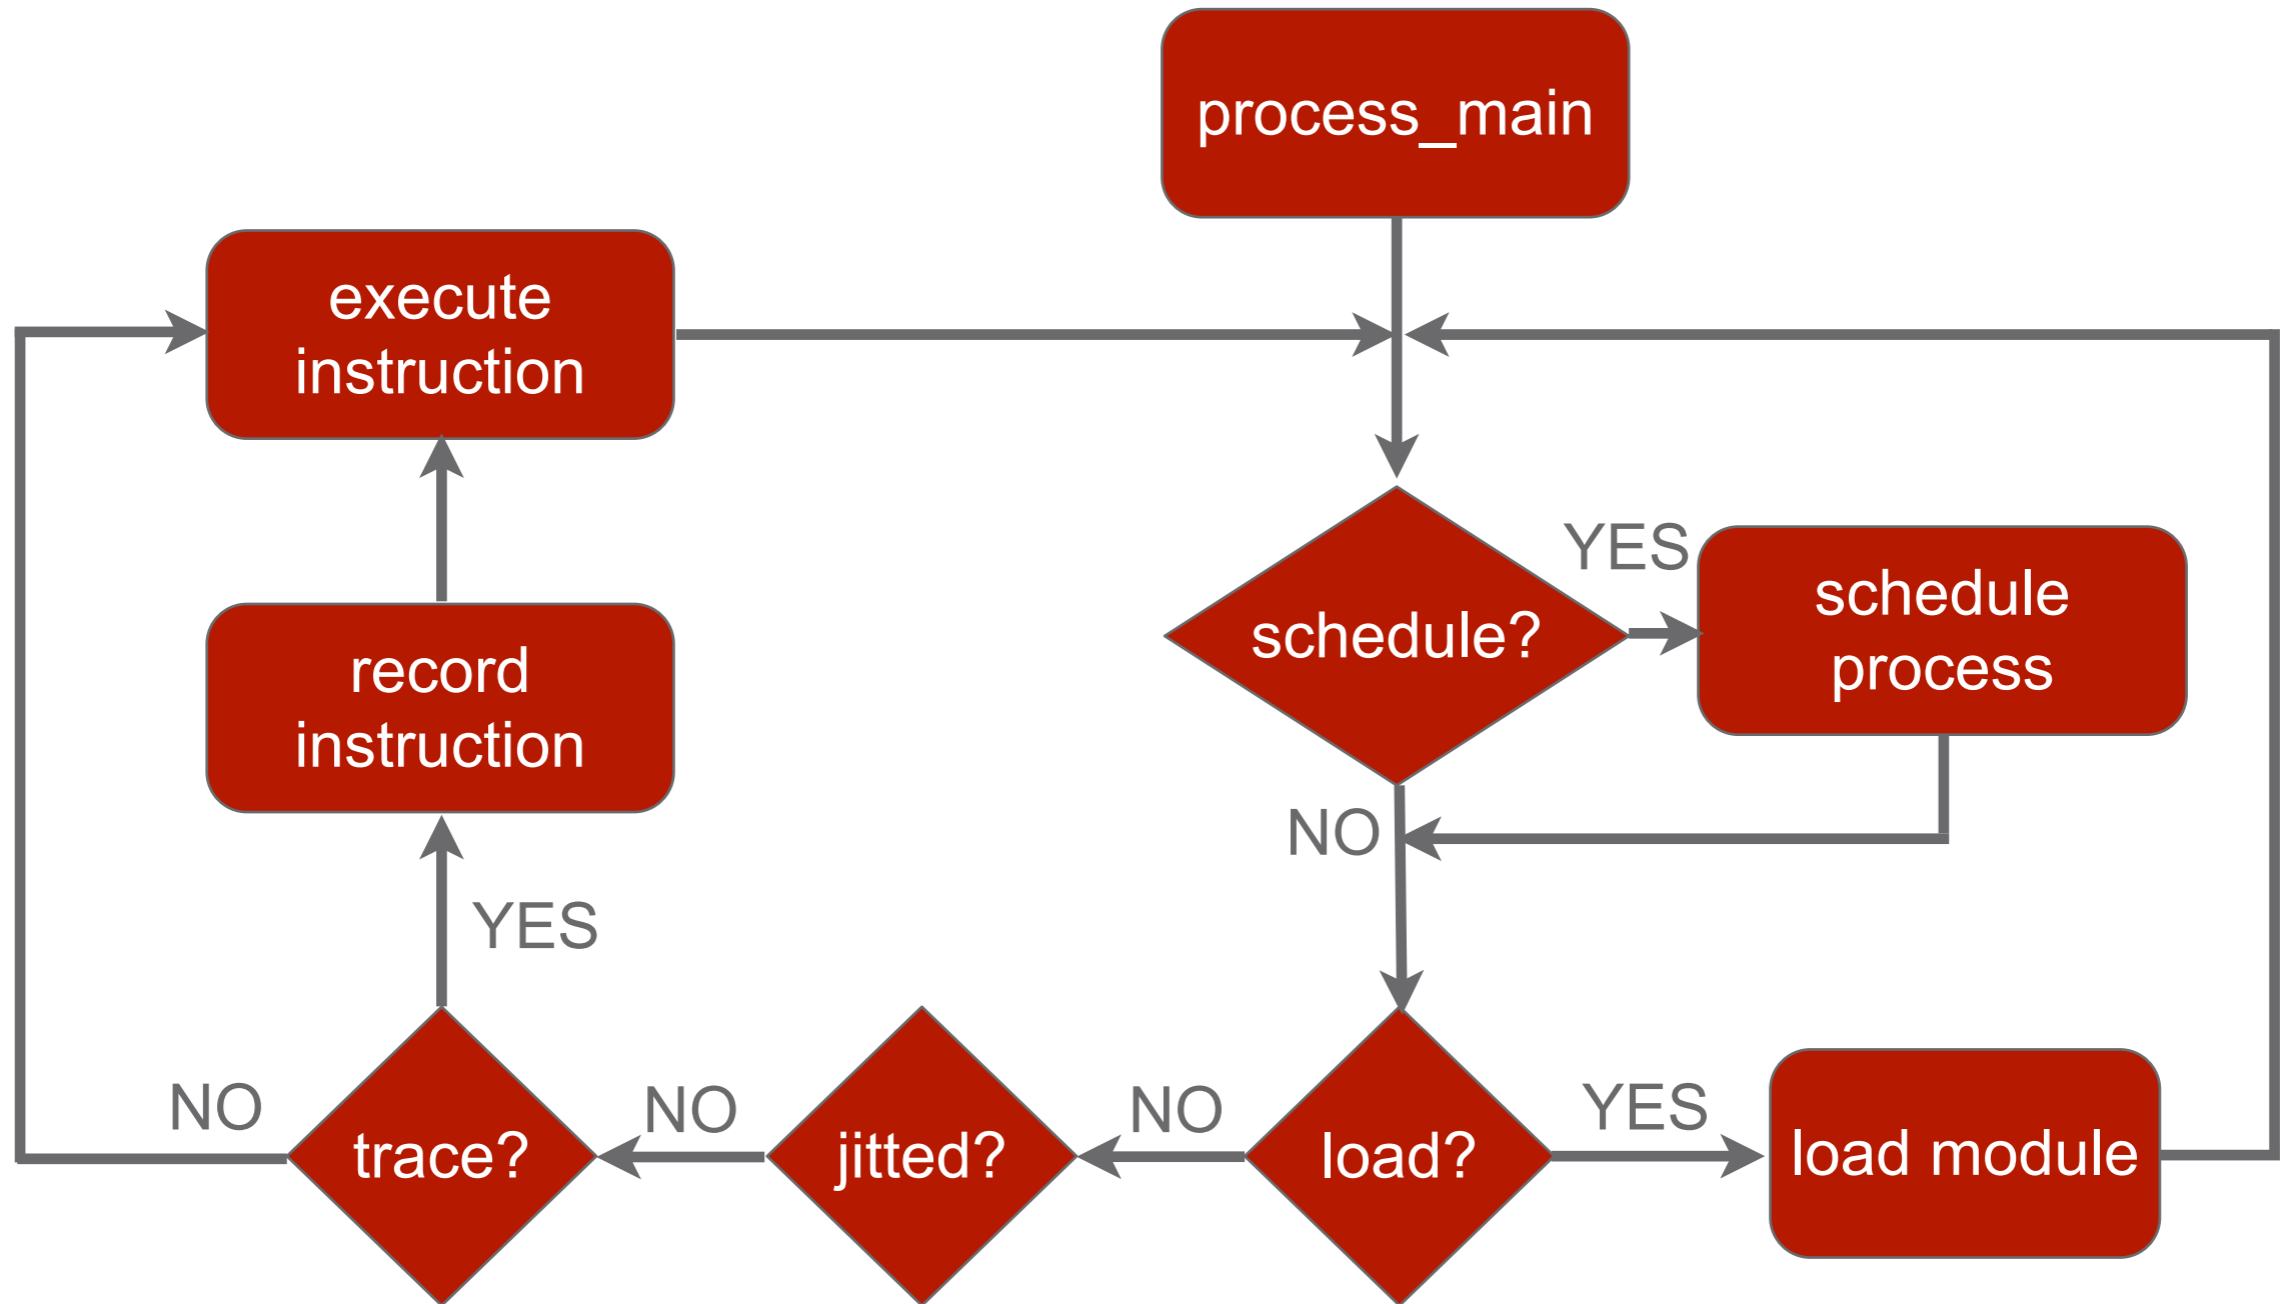 process_main
execute
instruction
YES
schedule?
schedule
process
record
instruction
NO
YES
NO
trace?
NO
jitted?
NO
load?
YES
load module